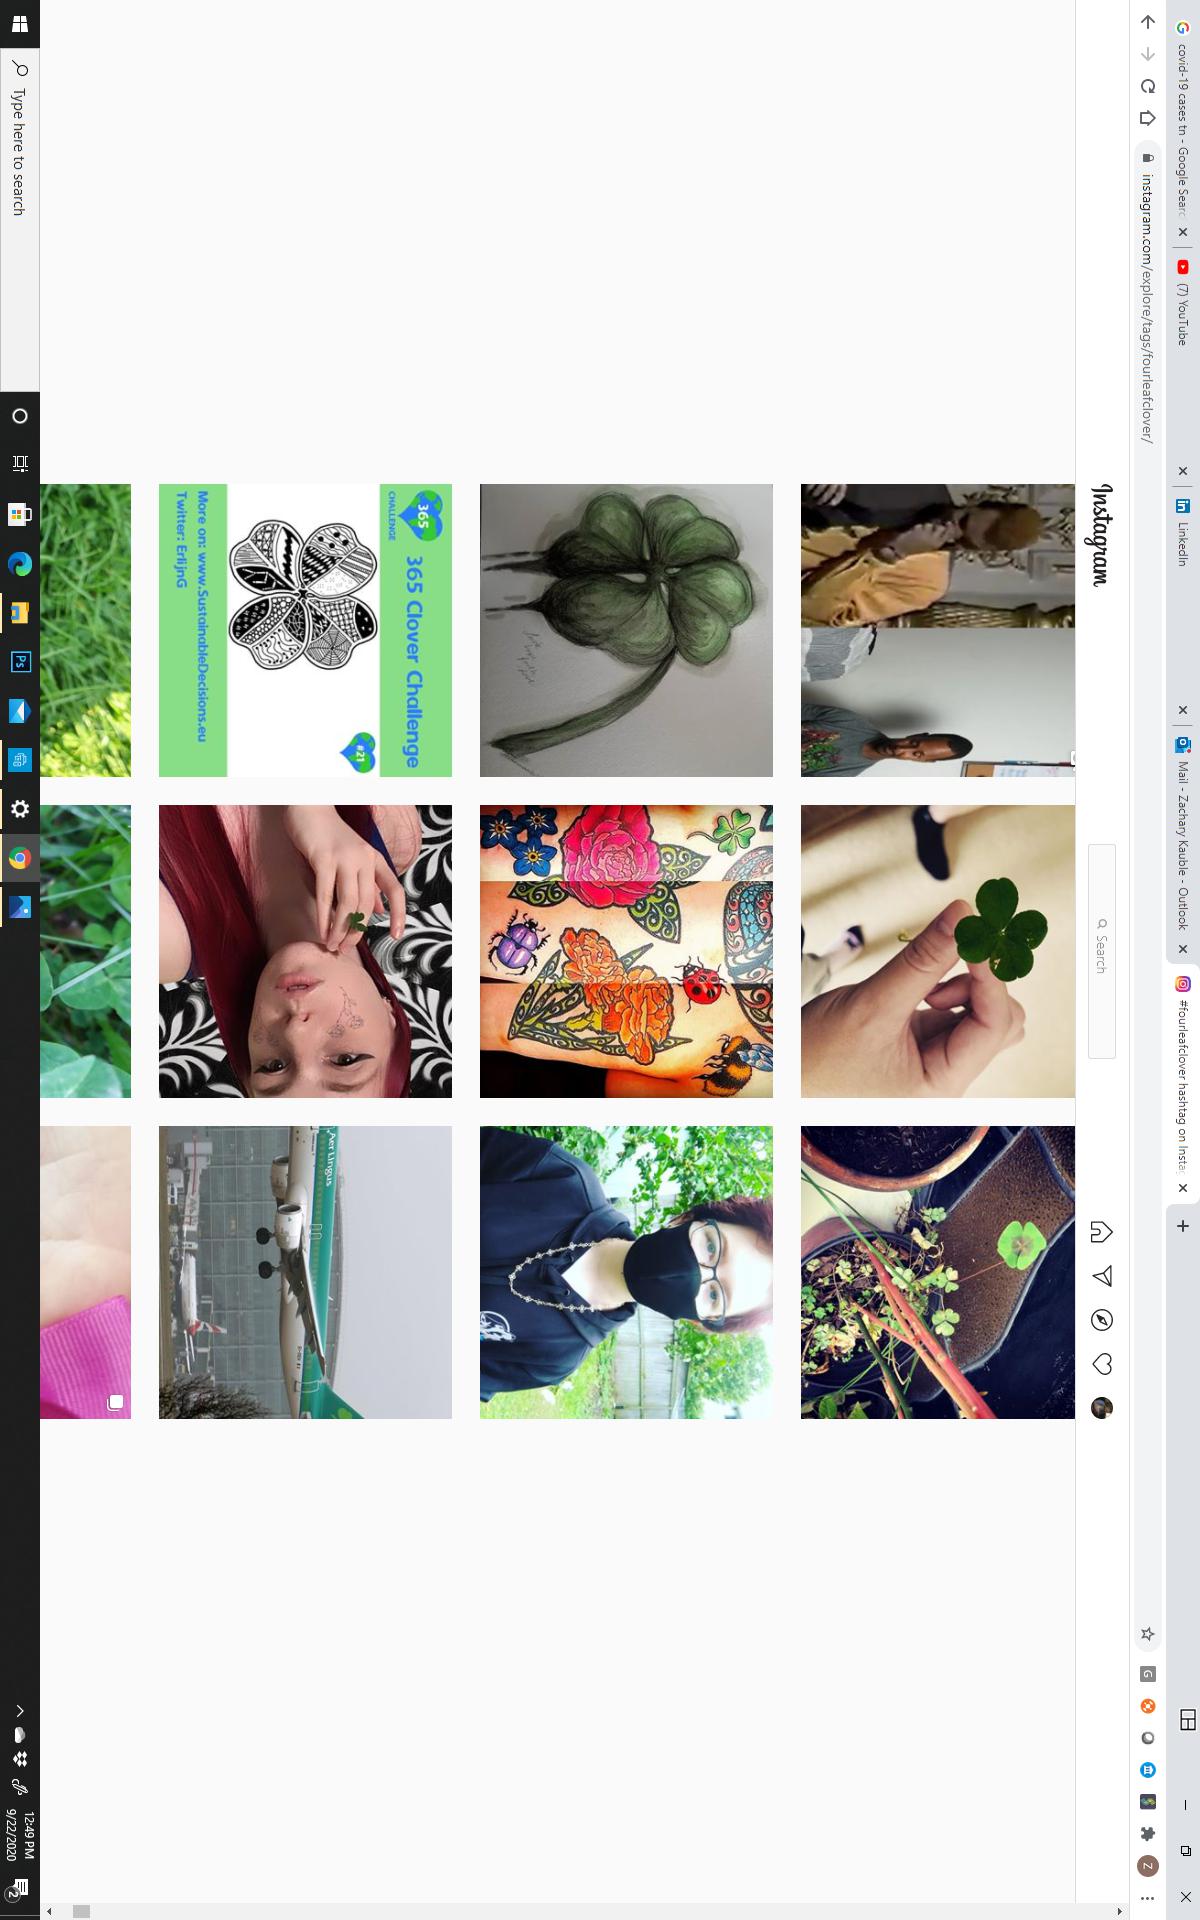 covid-19 cases tn - Google Searc
(7) YouTube
LinkedIn
Mail - Zachary Kauble - Outlook
#fourleafclover hashtag on Insta
instagram.com/explore/tags/fourleafclover/
G
Z
Instagram
Search
365
CHALLENGE
365 Clover Challenge
#21
More on: www.SustainableDecisions.eu
Twitter: ErlijnG
Aer Lingus
Type here to search
Ps
12:49 PM
9/22/2020
2